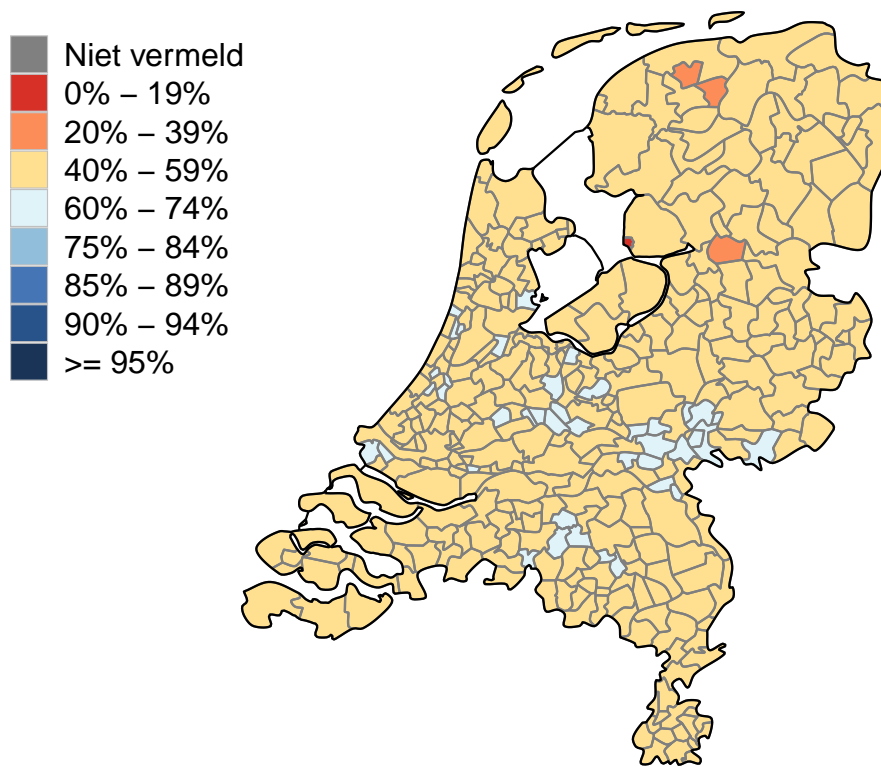 Niet vermeld
0% – 19%
20% – 39%
40% – 59%
60% – 74%
75% – 84%
85% – 89%
90% – 94%
>= 95%